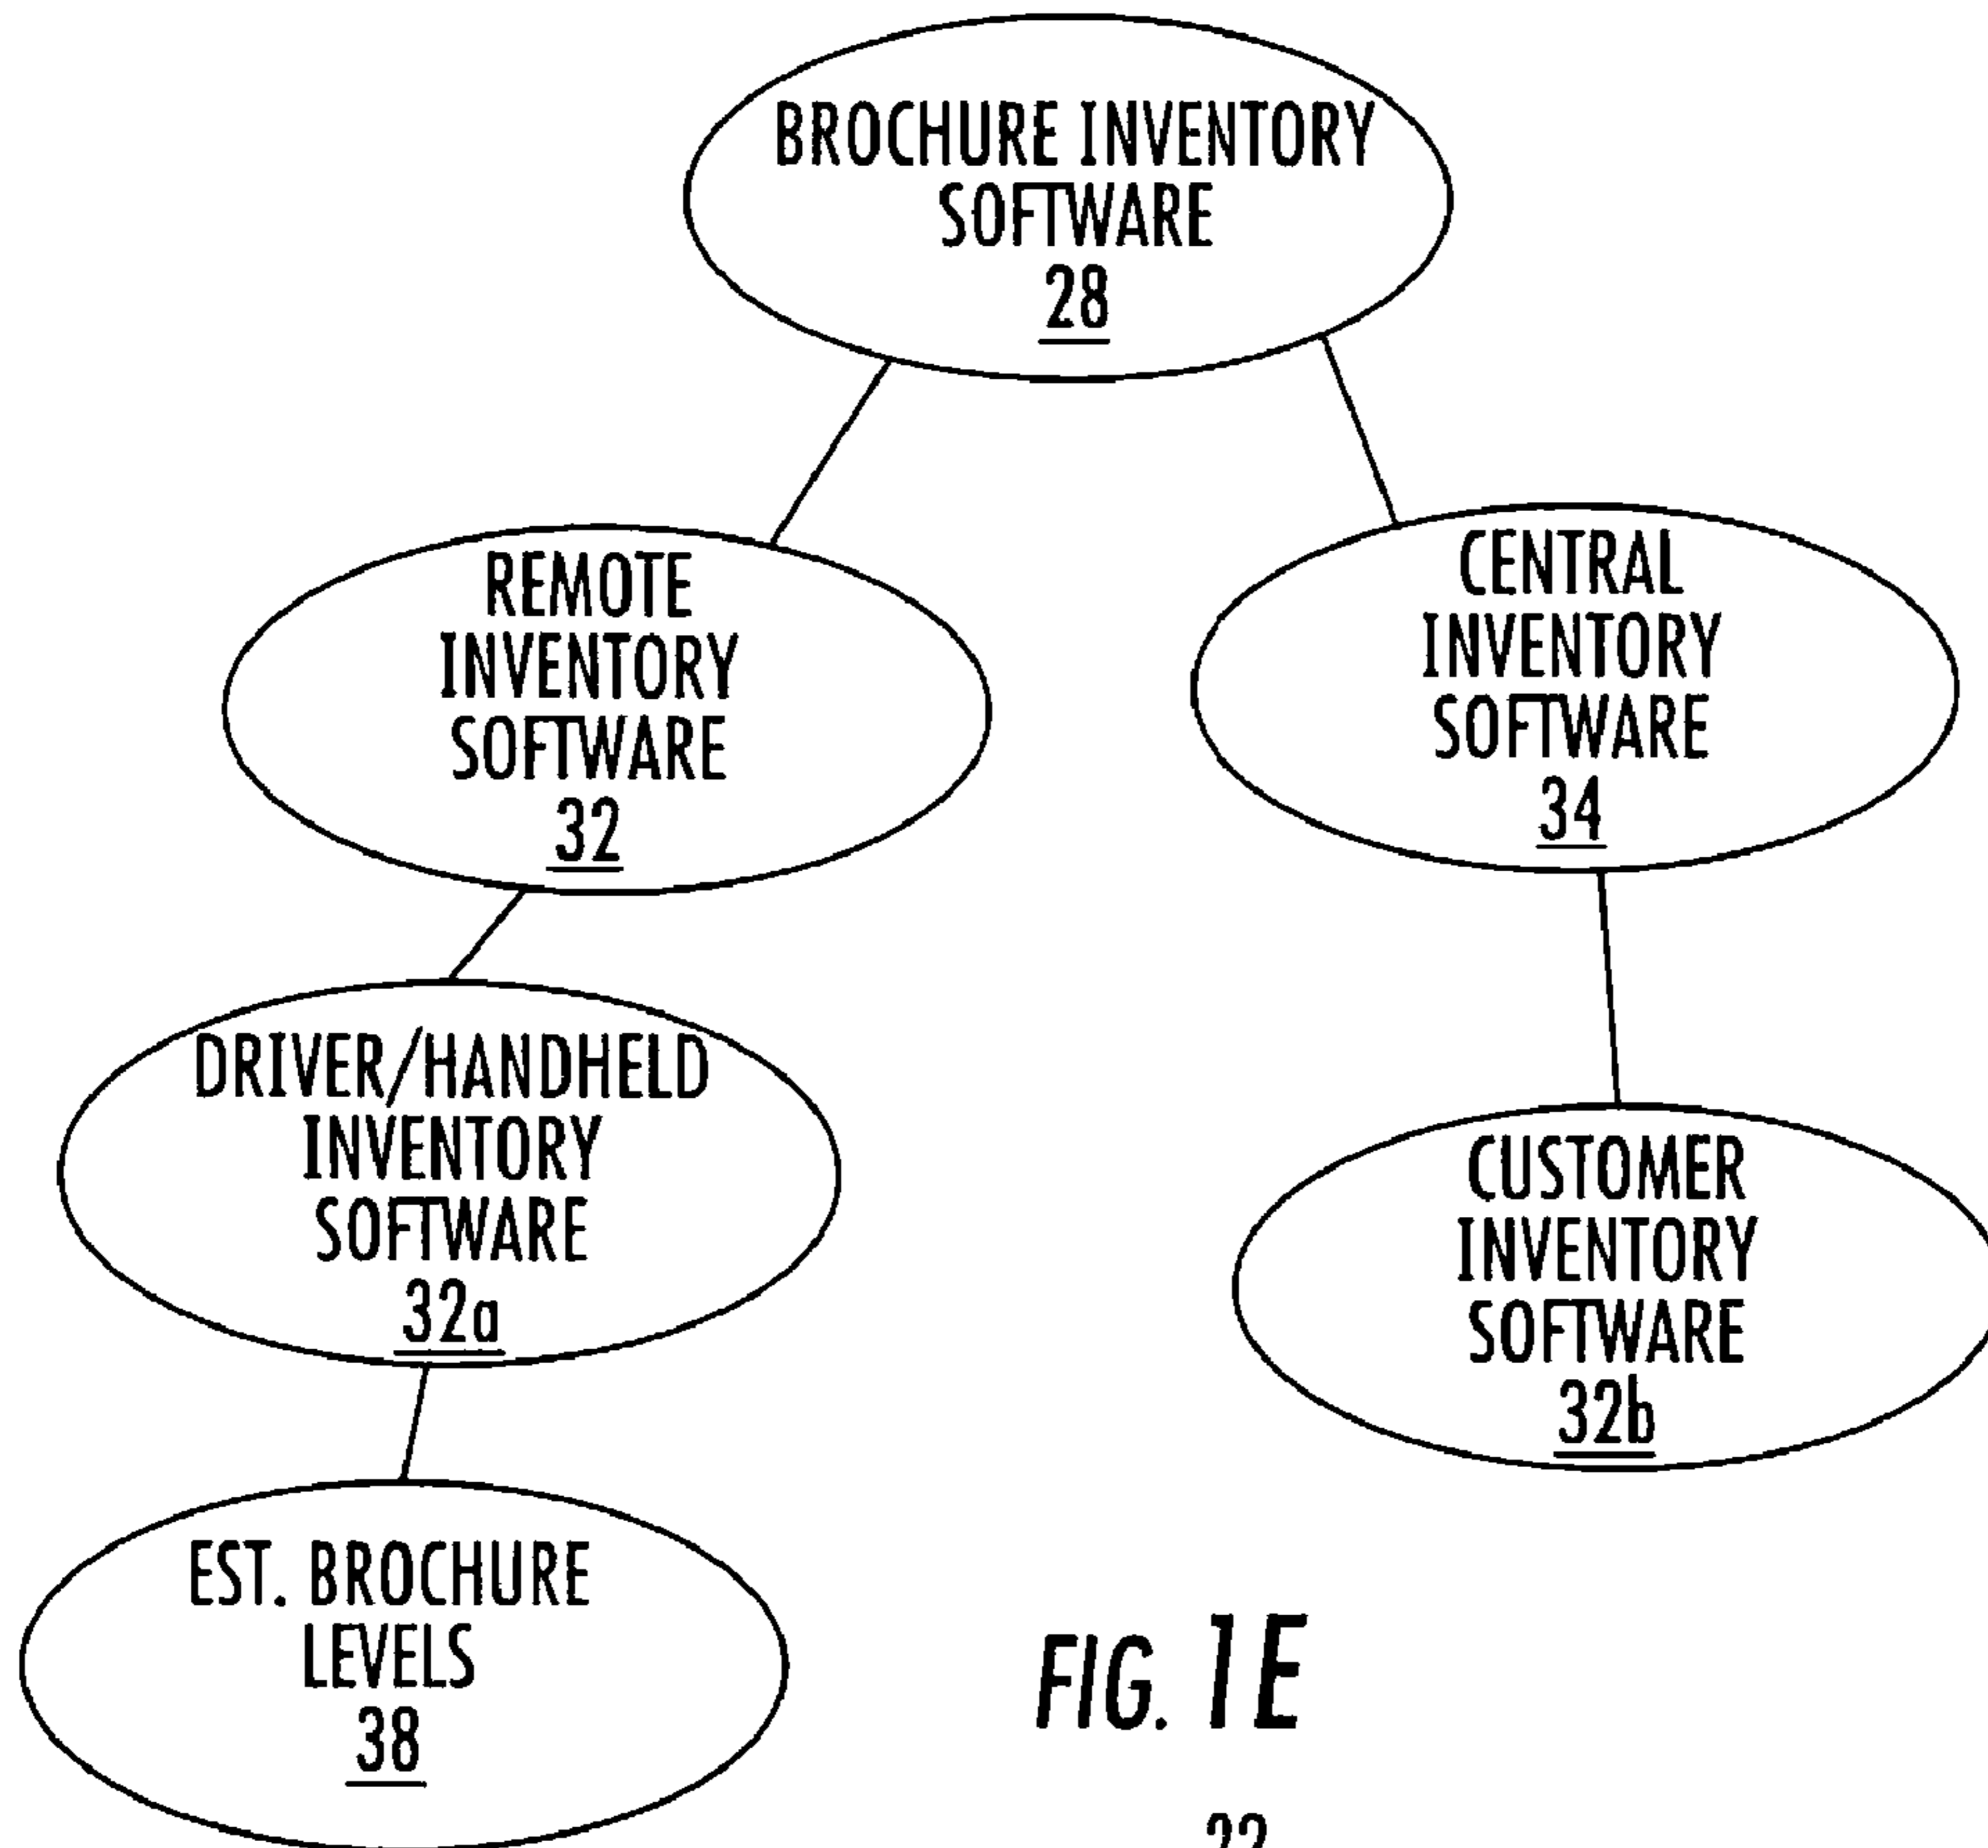 BROCHURE INVENTORY
SOFTWARE
28
REMOTE
INVENTORY
SOFTWARE
32
CENTRAL
INVENTORY
SOFTWARE
34
DRIVER/HANDHELD
INVENTORY
SOFTWARE
32a
CUSTOMER
INVENTORY
SOFTWARE
32b
EST. BROCHURE
LEVELS
38
FIG. 1E